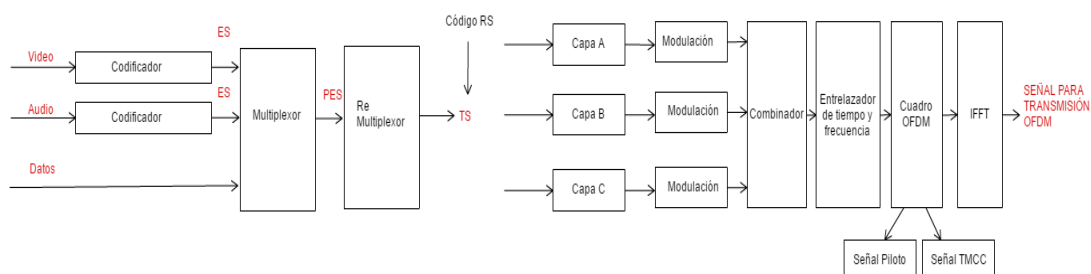 Video
Codificador
ES
Audio
Codificador
ES
Datos
Multiplexor
PES
Re
Multiplexor
Código RS
TS
Capa A
Modulación
Capa B
Modulación
Capa C
Modulación
Combinador
Entrelazador
de tiempo y
frecuencia
Cuadro
OFDM
IFFT
SEÑAL PARA
TRANSMISIÓN
OFDM
Señal Piloto
Señal TMCC